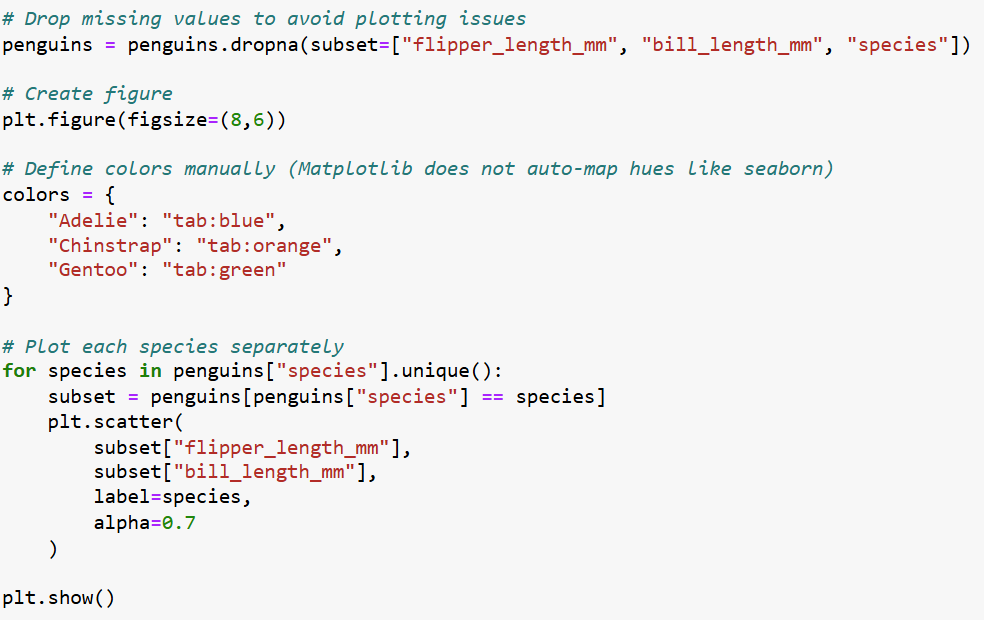 # Drop missing values to avoid plotting issues
penguins = penguins.dropna(subset=["flipper_length_mm", "bill_length_mm", "species"])

# Create figure
plt.figure(figsize=(8,6))

# Define colors manually (Matplotlib does not auto-map hues like seaborn)
colors = {
    "Adelie": "tab:blue",
    "Chinstrap": "tab:orange",
    "Gentoo": "tab:green"
}

# Plot each species separately
for species in penguins["species"].unique():
    subset = penguins[penguins["species"] == species]
    plt.scatter(
        subset["flipper_length_mm"],
        subset["bill_length_mm"],
        label=species,
        alpha=0.7
    )

plt.show()